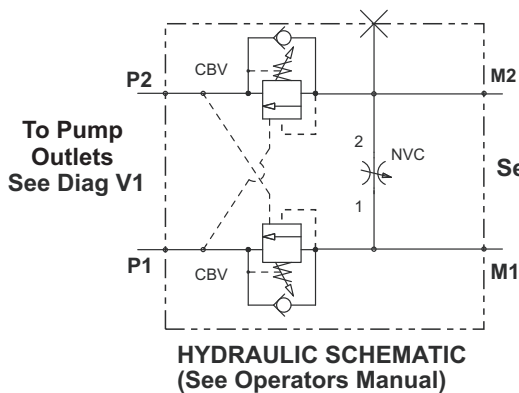 P2
CBV
M2
To Pump
Outlets
See Diag V1
2
NVC
Se
1
P1
CBV
M1
HYDRAULIC SCHEMATIC
(See Operators Manual)